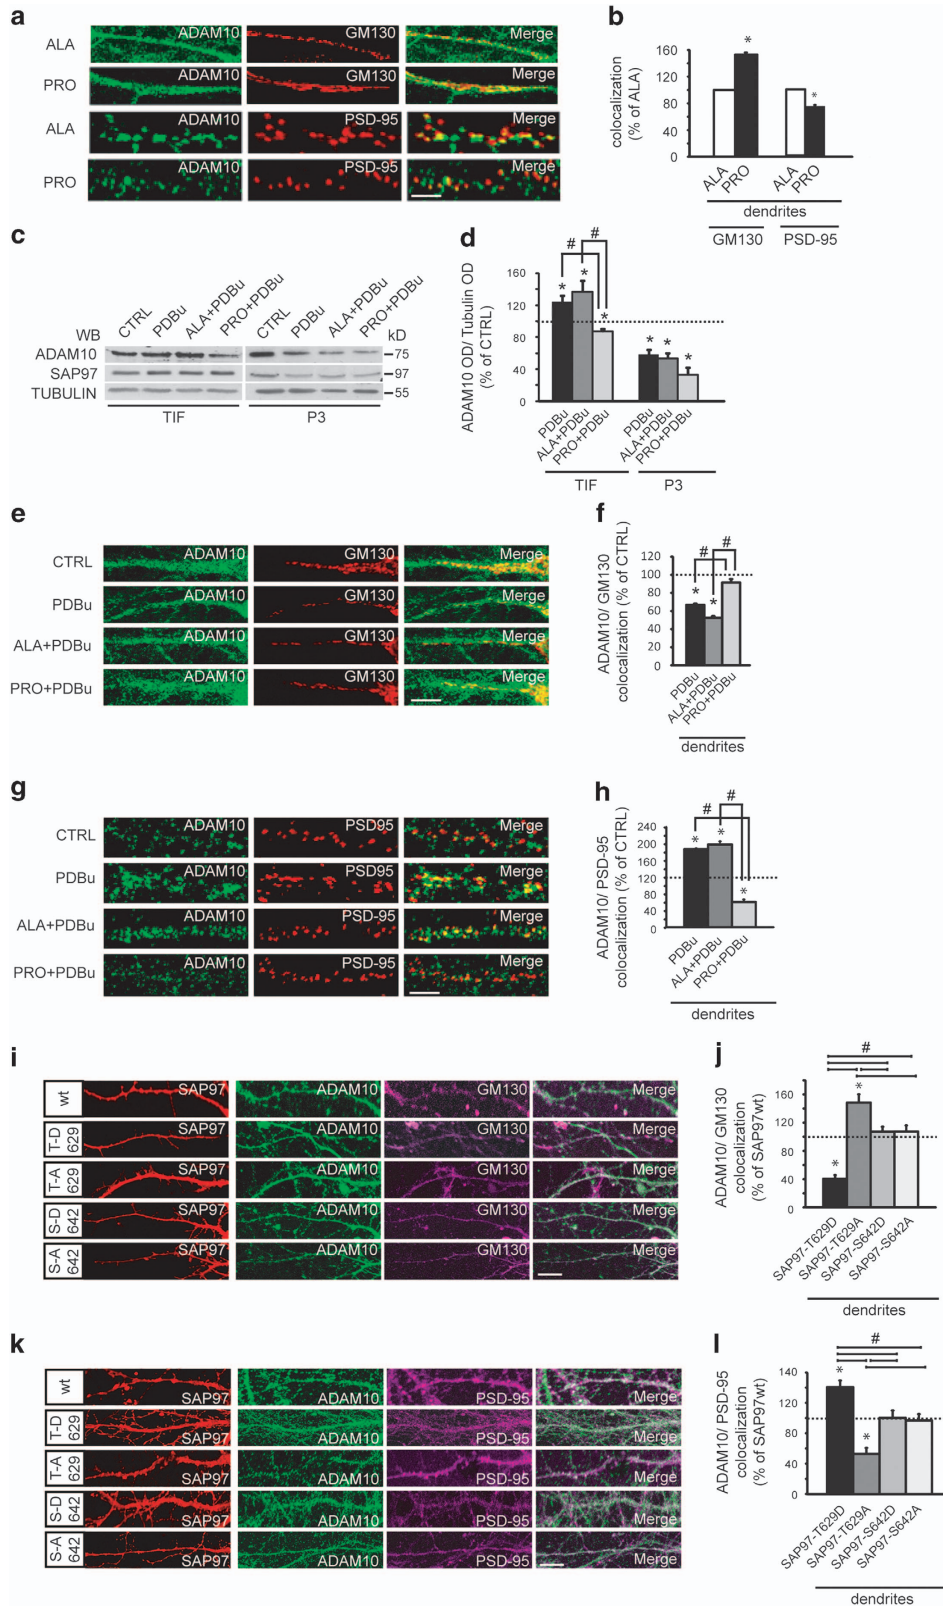 a
ALA
ADAM10
GM130
Merge
PRO
ADAM10
GM130
Merge
ALA
ADAM10
PSD-95
Merge
PRO
ADAM10
PSD-95
Merge
b
colocalization
(% of ALA)
160
120
80
40
0
*
*
ALA
PRO
ALA
PRO
dendrites
GM130
PSD-95
c
WB
CTRL
PDBu
ALA+PDBu
PRO+PDBu
CTRL
PDBu
ALA+PDBu
PRO+PDBu
kD
ADAM10
75
SAP97
97
TUBULIN
55
TIF
P3
d
ADAM10 OD/ Tubulin OD
(% of CTRL)
160
120
80
40
0
#
#
*
*
*
*
*
*
PDBu
ALA+PDBu
PRO+PDBu
PDBu
ALA+PDBu
PRO+PDBu
TIF
P3
e
CTRL
ADAM10
GM130
Merge
PDBu
ADAM10
GM130
Merge
ALA+PDBu
ADAM10
GM130
Merge
PRO+PDBu
ADAM10
GM130
Merge
f
ADAM10/ GM130
colocalization (% of CTRL)
120
100
80
60
40
20
0
#
#
*
*
PDBu
ALA+PDBu
PRO+PDBu
dendrites
g
CTRL
ADAM10
PSD95
Merge
PDBu
ADAM10
PSD95
Merge
ALA+PDBu
ADAM10
PSD-95
Merge
PRO+PDBu
ADAM10
PSD-95
Merge
h
ADAM10/ PSD-95
colocalization (% of CTRL)
240
200
160
120
80
40
0
#
#
*
*
*
PDBu
ALA+PDBu
PRO+PDBu
dendrites
i
wt
SAP97
ADAM10
GM130
Merge
T-D
629
SAP97
ADAM10
GM130
Merge
T-A
629
SAP97
ADAM10
GM130
Merge
S-D
642
SAP97
ADAM10
GM130
Merge
S-A
642
SAP97
ADAM10
GM130
Merge
j
ADAM10/ GM130
colocalization
(% of SAP97wt)
160
120
80
40
0
#
*
*
SAP97-T629D
SAP97-T629A
SAP97-S642D
SAP97-S642A
dendrites
k
wt
SAP97
ADAM10
PSD-95
Merge
T-D
629
SAP97
ADAM10
PSD-95
Merge
T-A
629
SAP97
ADAM10
PSD-95
Merge
S-D
642
SAP97
ADAM10
PSD-95
Merge
S-A
642
SAP97
ADAM10
PSD-95
Merge
l
ADAM10/ PSD-95
colocalization
(% of SAP97wt)
140
120
80
40
0
#
*
*
SAP97-T629D
SAP97-T629A
SAP97-S642D
SAP97-S642A
dendrites